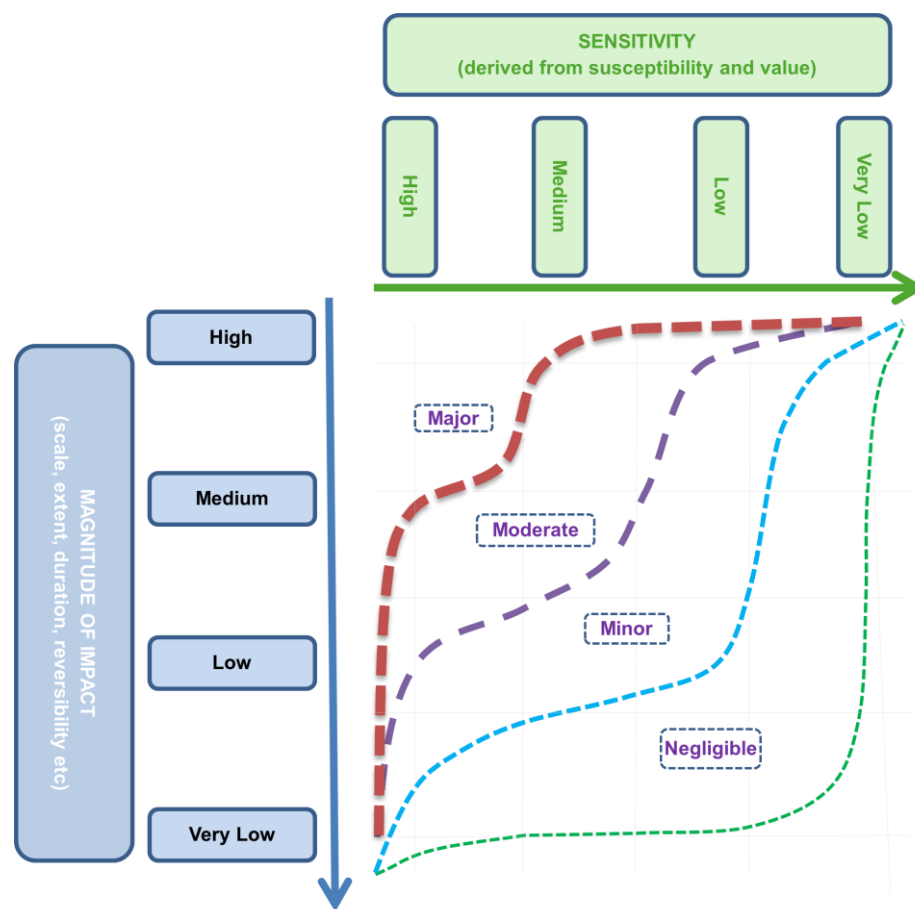 SENSITIVITY
(derived from susceptibility and value)
High
Medium
Low
Very Low
MAGNITUDE OF IMPACT
(scale, extent, duration, reversibility etc)
High
Medium
Low
Very Low
Major
Moderate
Minor
Negligible